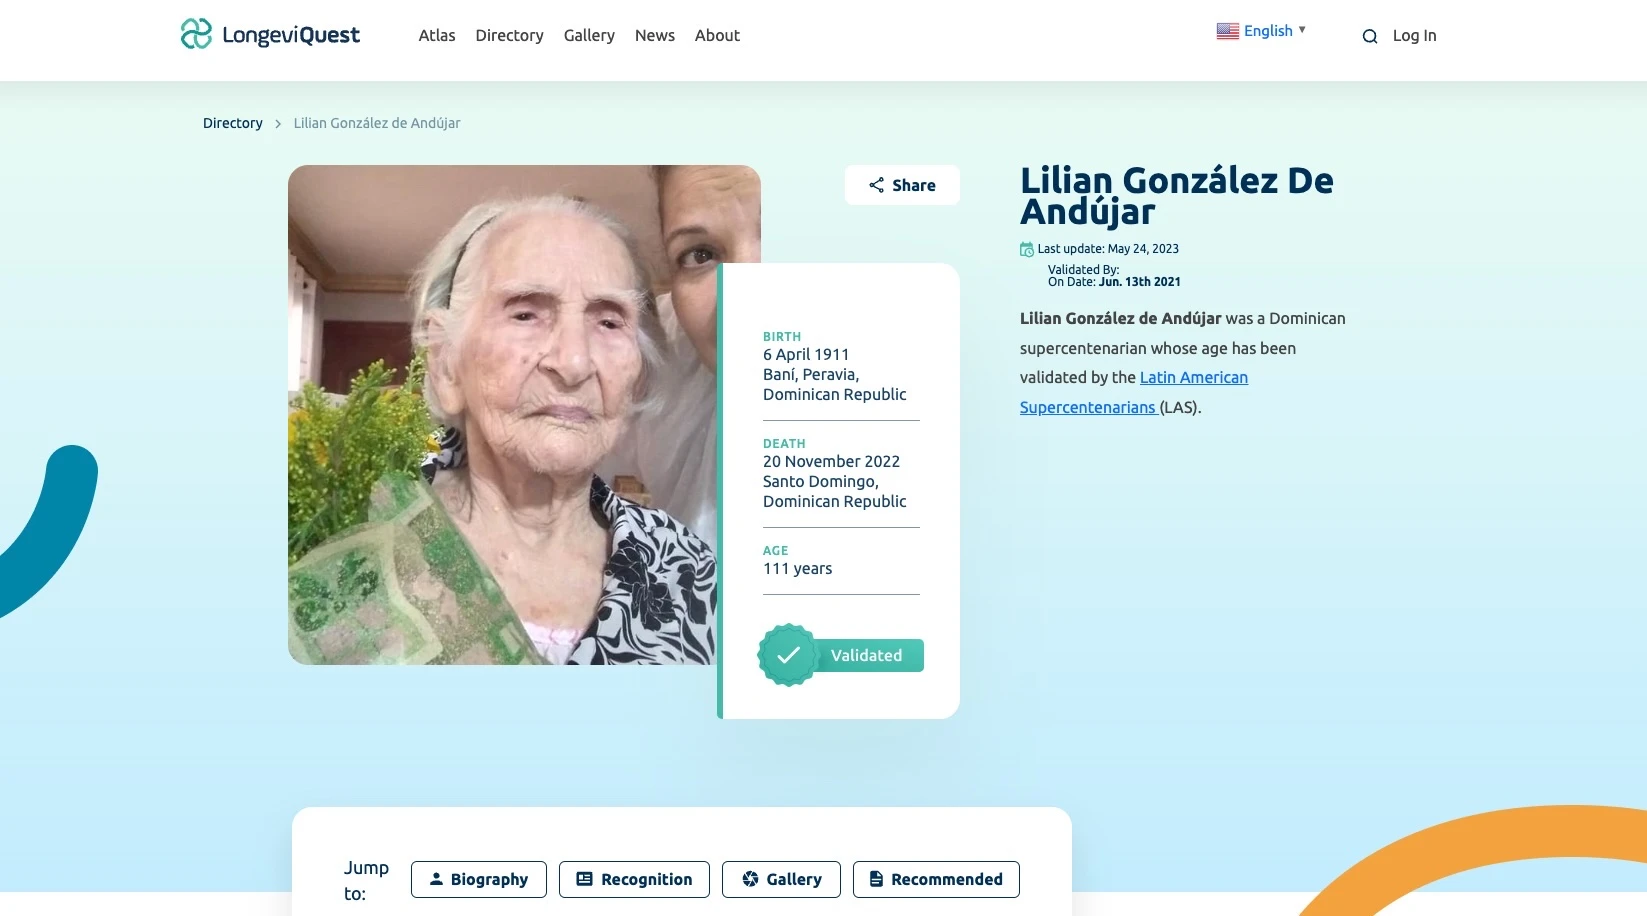 LongeviQuest
Atlas
Directory
Gallery
News
About
English ▼
Log In
Directory > Lilian González de Andújar
Share
BIRTH
6 April 1911
Baní, Peravia,
Dominican Republic
DEATH
20 November 2022
Santo Domingo,
Dominican Republic
AGE
111 years
Validated
Lilian González De
Andújar
Last update: May 24, 2023
Validated By:
On Date: Jun. 13th 2021
Lilian González de Andújar was a Dominican
supercentenarian whose age has been
validated by the Latin American
Supercentenarians (LAS).
Jump
to:
Biography
Recognition
Gallery
Recommended